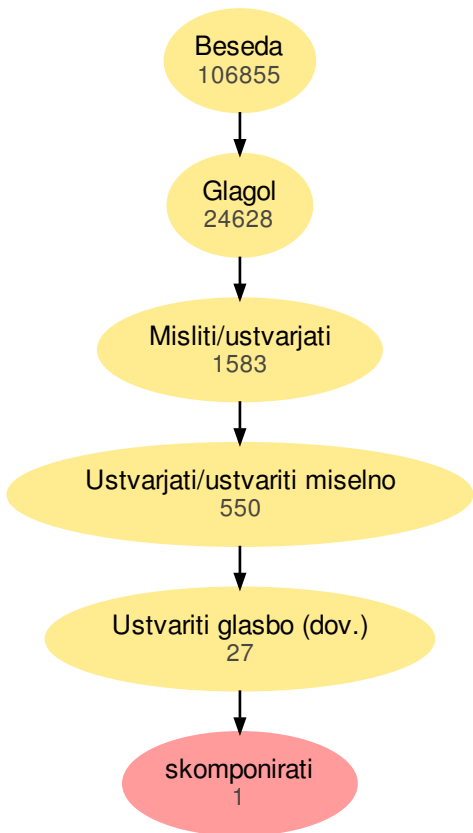 Beseda
106855
Glagol
24628
Misliti/ustvarjati
1583
Ustvarjati/ustvariti miselno
550
Ustvariti glasbo (dov.)
27
skomponirati
1